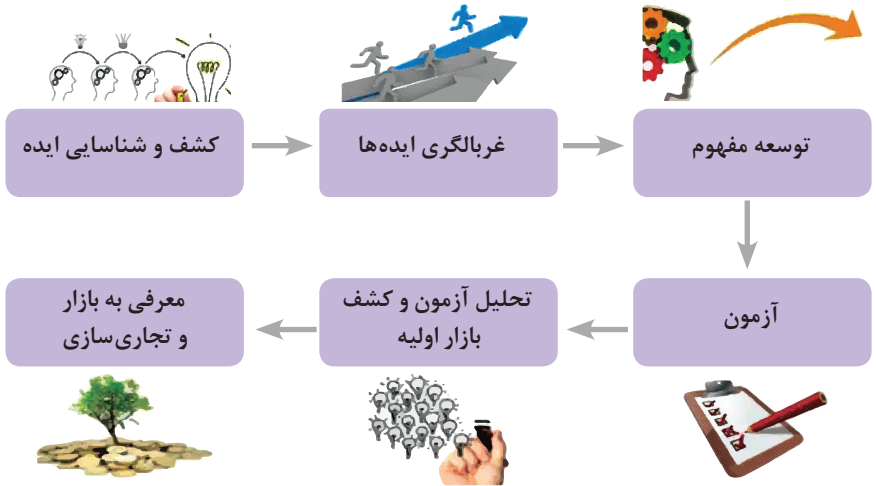 کشف و شناسایی ایده
غربالگری ایده‌ها
توسعه مفهوم
آزمون
تحلیل آزمون و کشف
بازار اولیه
معرفی به بازار
و تجاری‌سازی